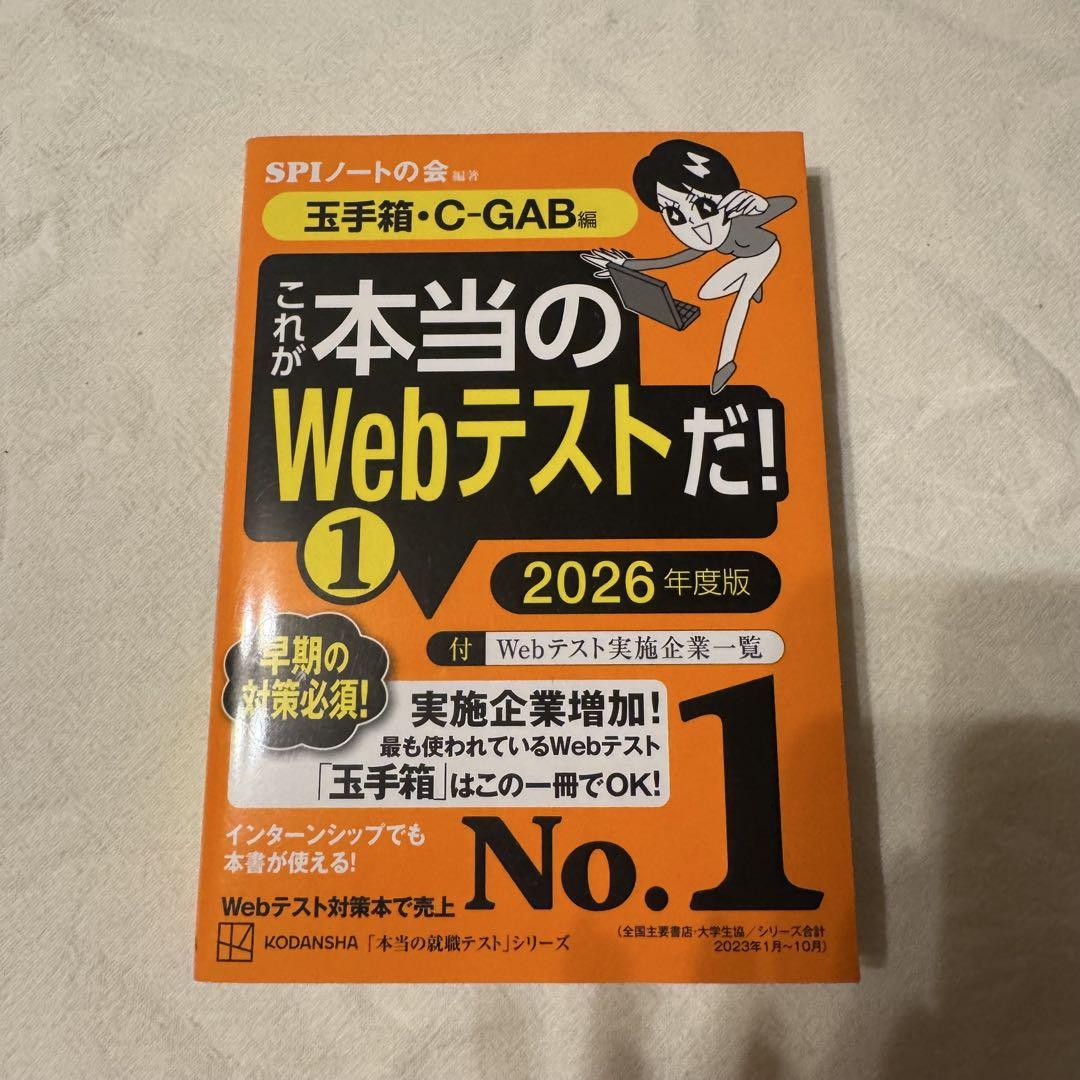 SPIノートの会 編著
玉手箱・C-GAB編
これが
本当の
Webテストだ!
1
2026年度版
付 Webテスト実施企業一覧
早期の
対策必須!
実施企業増加!
最も使われているWebテスト
「玉手箱」はこの一冊でOK!
インターンシップでも
本書が使える!
Webテスト対策本で売上
No.1
(全国主要書店・大学生協/シリーズ合計
2023年1月~10月)
KODANSHA 「本当の就職テスト」シリーズ